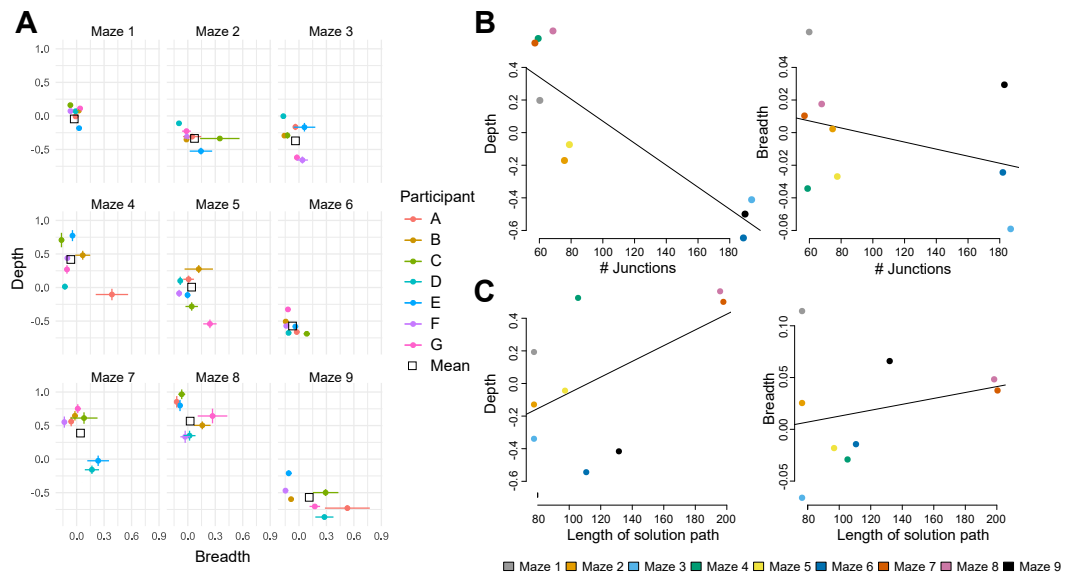 A
Maze 1 Maze 2 Maze 3
1.0
0.5
0.0
-0.5
Maze 4 Maze 5 Maze 6
1.0
0.5
0.0
-0.5
Maze 7 Maze 8 Maze 9
1.0
0.5
0.0
-0.5
0.0 0.3 0.6 0.9 0.0 0.3 0.6 0.9 0.0 0.3 0.6 0.9
Depth
Breadth
Participant
A
B
C
D
E
F
G
Mean
B
Depth
0.4
0.2
0.0
-0.2
-0.4
-0.6
60 80 100 120 140 160 180
# Junctions
Breadth
0.04
0.02
0.00
-0.02
-0.04
-0.06
60 80 100 120 140 160 180
# Junctions
C
Depth
0.4
0.2
0.0
-0.2
-0.4
-0.6
80 100 120 140 160 180 200
Length of solution path
Breadth
0.10
0.05
0.00
-0.05
80 100 120 140 160 180 200
Length of solution path
Maze 1 Maze 2 Maze 3 Maze 4 Maze 5 Maze 6 Maze 7 Maze 8 Maze 9